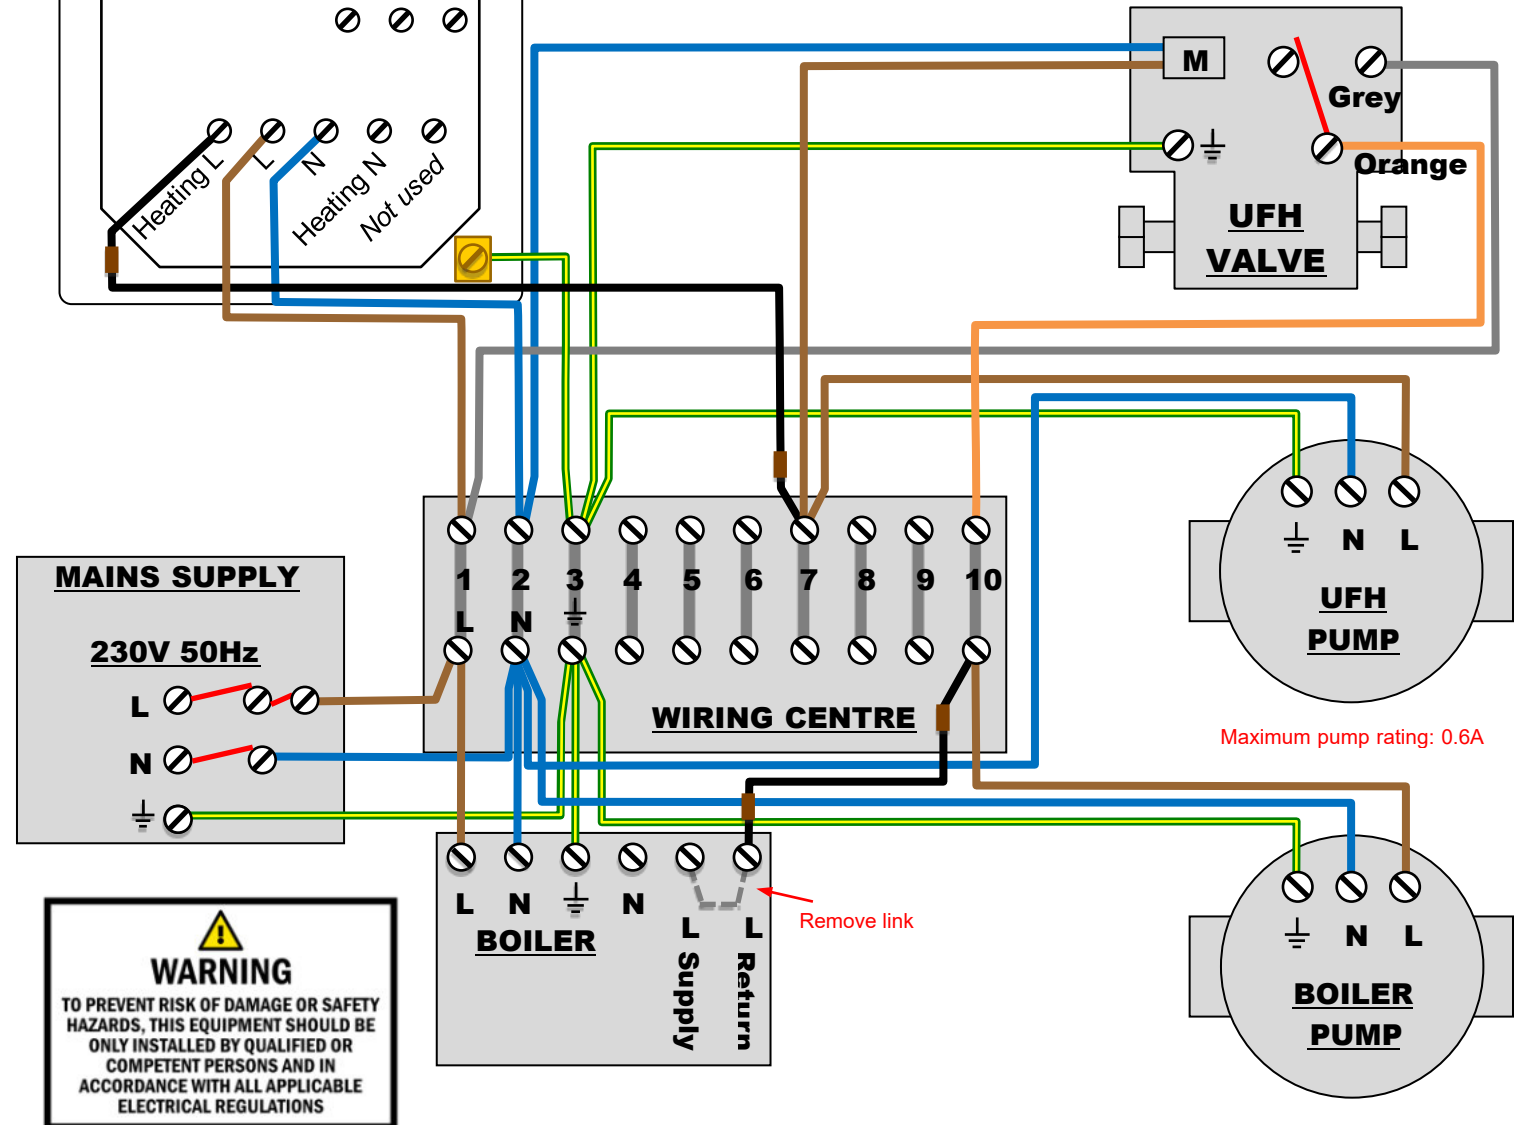 Heating L
L
N
Heating N
Not used
M
Grey
Orange
UFH
VALVE
MAINS SUPPLY
230V 50Hz
L
N
1
2
3
4
5
6
7
8
9
10
L
N
WIRING CENTRE
N
L
UFH
PUMP
Maximum pump rating: 0.6A
L
N
N
L
L
Supply
Return
BOILER
Remove link
N
L
BOILER
PUMP
WARNING
TO PREVENT RISK OF DAMAGE OR SAFETY
HAZARDS, THIS EQUIPMENT SHOULD BE
ONLY INSTALLED BY QUALIFIED OR
COMPETENT PERSONS AND IN
ACCORDANCE WITH ALL APPLICABLE
ELECTRICAL REGULATIONS